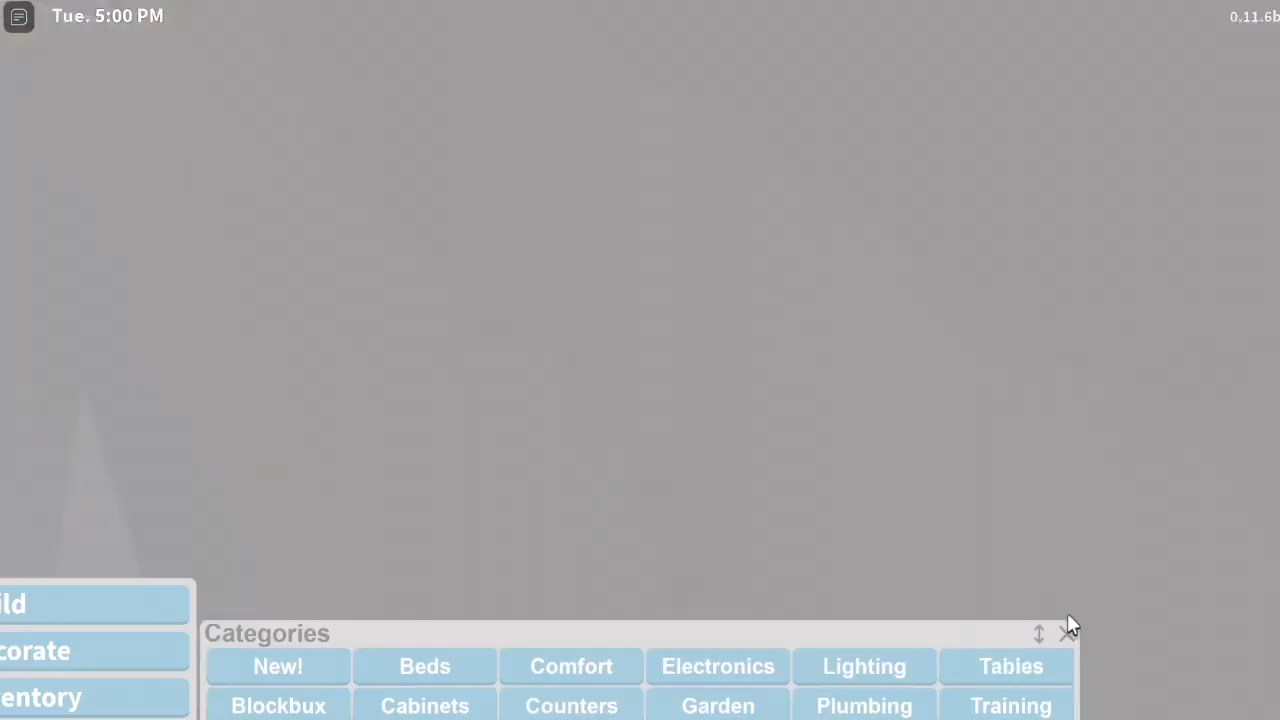 Tue. 5:00 PM
0.11.6b
ild
corate
entory
Categories
New! Beds Comfort Electronics Lighting Tables
Blockbux Cabinets Counters Garden Plumbing Training